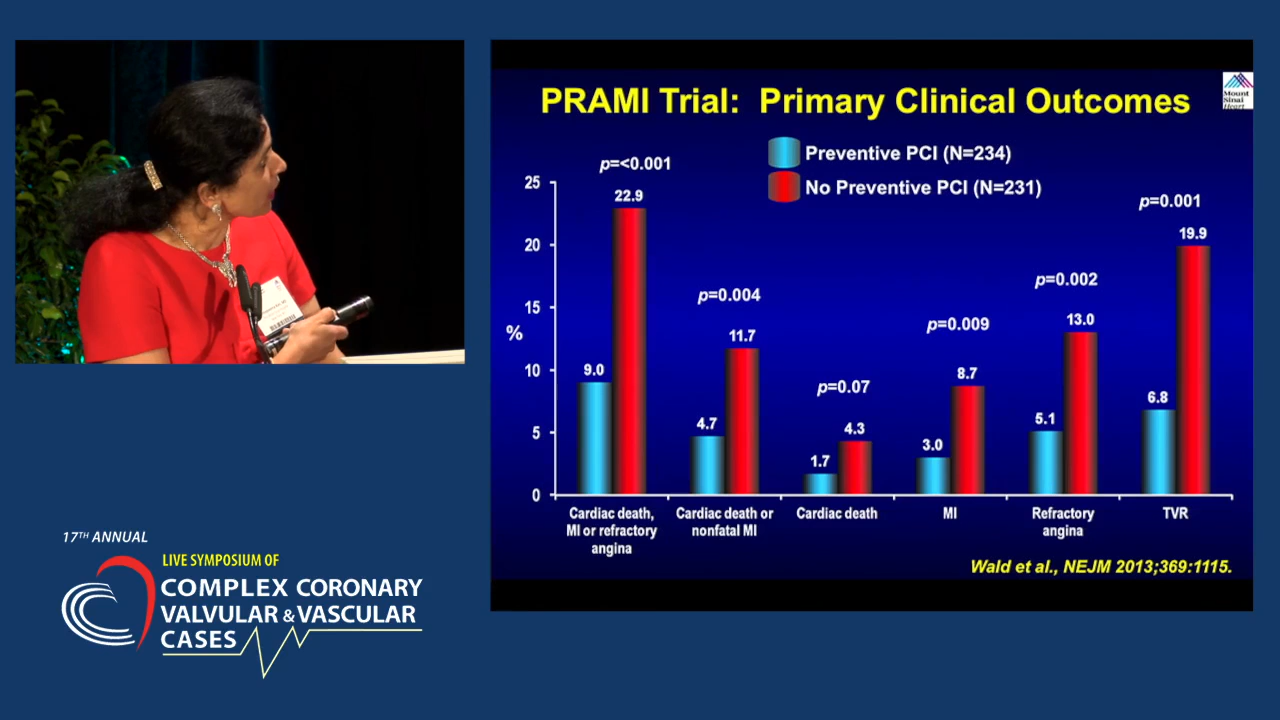 PRAMI Trial: Primary Clinical Outcomes
Mount
Sinai
Heart
Preventive PCI (N=234)
No Preventive PCI (N=231)
p=<0.001
p=0.004
p=0.07
p=0.009
p=0.002
p=0.001
%
25
20
15
10
5
0
9.0
22.9
4.7
11.7
1.7
4.3
3.0
8.7
5.1
13.0
6.8
19.9
Cardiac death,
MI or refractory
angina
Cardiac death or
nonfatal MI
Cardiac death
MI
Refractory
angina
TVR
Wald et al., NEJM 2013;369:1115.
17TH ANNUAL
LIVE SYMPOSIUM OF
COMPLEX CORONARY
VALVULAR & VASCULAR
CASES